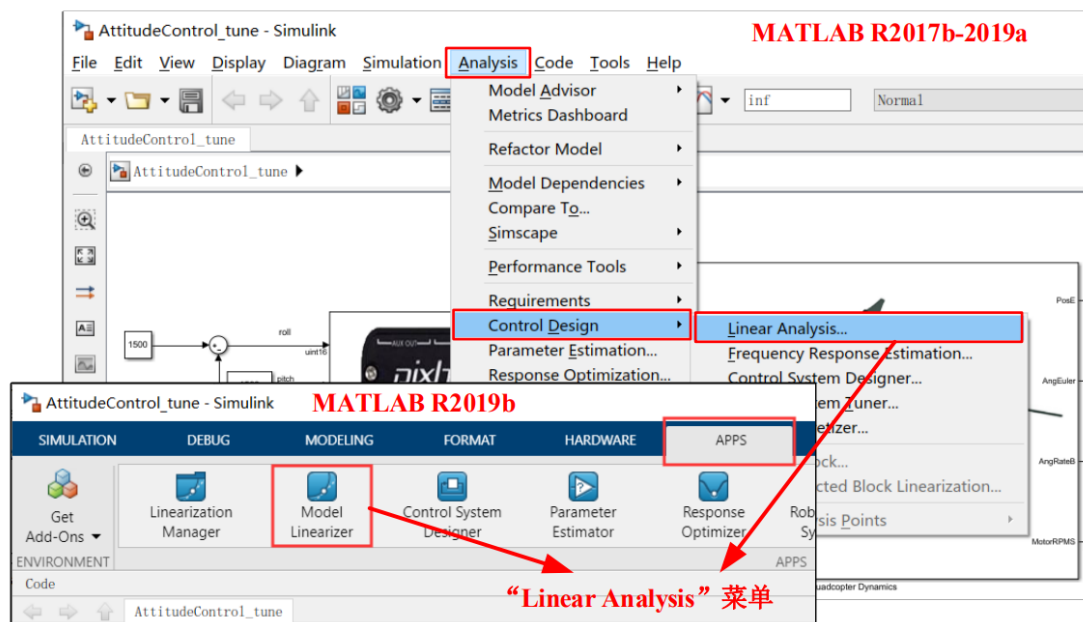 AttitudeControl_tune - Simulink
MATLAB R2017b-2019a
File Edit View Display Diagram Simulation Analysis Code Tools Help
inf
Normal
AttitudeControl_tune
AttitudeControl_tune
Model Advisor
Metrics Dashboard
Refactor Model
Model Dependencies
Compare To...
Simscape
Performance Tools
Requirements
Control Design
Parameter Estimation...
Response Optimization...
Linear Analysis...
Frequency Response Estimation...
Control System Designer...
Points
1500
roll
uint16
pitch
AUX OUT
PosE
AngEuler
AngRateB
MotorRPMS
Dynamics
AttitudeControl_tune - Simulink
MATLAB R2019b
SIMULATION DEBUG MODELING FORMAT HARDWARE APPS
Get
Add-Ons
Linearization
Manager
Model
Linearizer
Control System
Designer
Parameter
Estimator
Response
Optimizer
ENVIRONMENT
APPS
Code
AttitudeControl_tune
“Linear Analysis”菜单